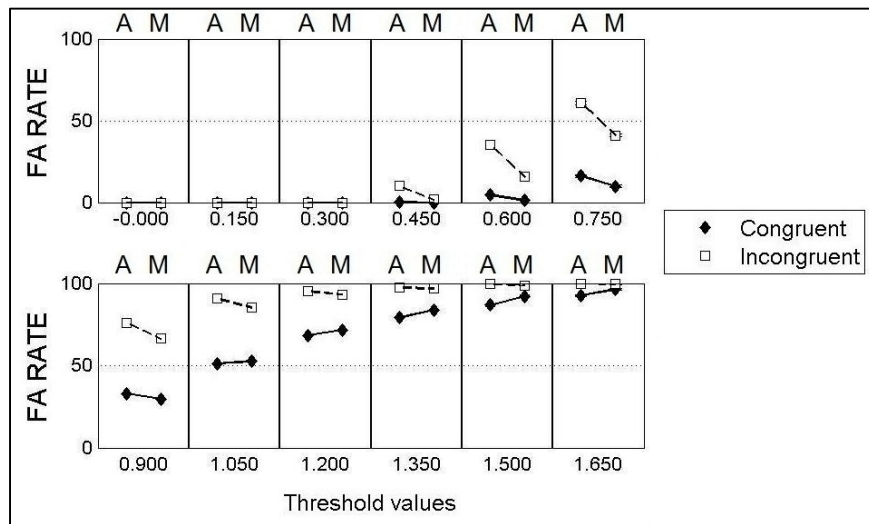 A M A M A M A M A M A M
100
50
0
FA RATE
-0.000 0.150 0.300 0.450 0.600 0.750
Congruent
Incongruent
A M A M A M A M A M A M
100
50
0
FA RATE
0.900 1.050 1.200 1.350 1.500 1.650
Threshold values